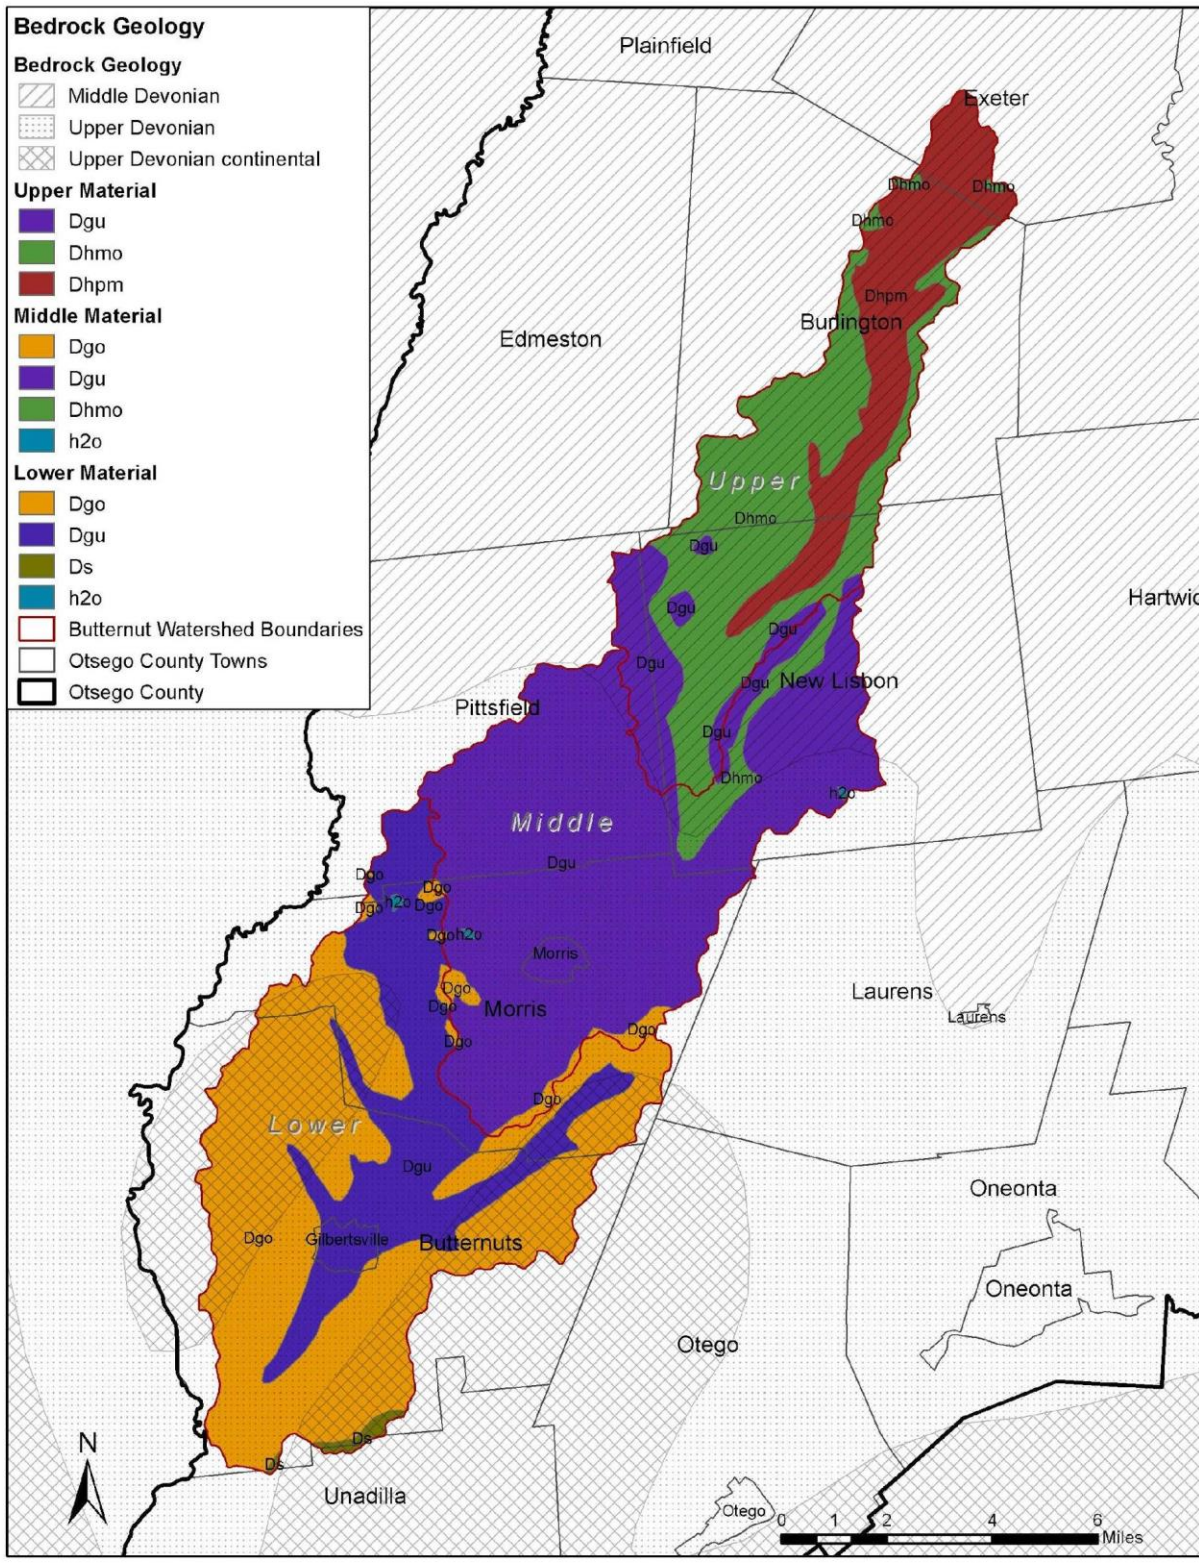 Bedrock Geology
Bedrock Geology
Middle Devonian
Upper Devonian
Upper Devonian continental
Upper Material
Dgu
Dhmo
Dhpm
Middle Material
Dgo
Dgu
Dhmo
h2o
Lower Material
Dgo
Dgu
Ds
h2o
Butternut Watershed Boundaries
Otsego County Towns
Otsego County
Plainfield
Exeter
Dhmo
Dhmo
Dhmo
Dhpm
Burlington
Edmeston
Upper
Dhmo
Dgu
Hartwic
Dgu
Dgu
Dgu
Dgu
New Lisbon
Pittsfield
Dgu
Dhmo
h2o
Middle
Dgu
Dgo
Dgo
Dgo
h2o
Dgo
Dgo
h2o
Morris
Dgo
Laurens
Dgo
Morris
Laurens
Dgo
Dgo
Dgo
Lower
Dgu
Oneonta
Dgo
Gilbertsville
Butternuts
Oneonta
Otego
Ds
N
Ds
Unadilla
Otego
0 1 2 4 6
Miles